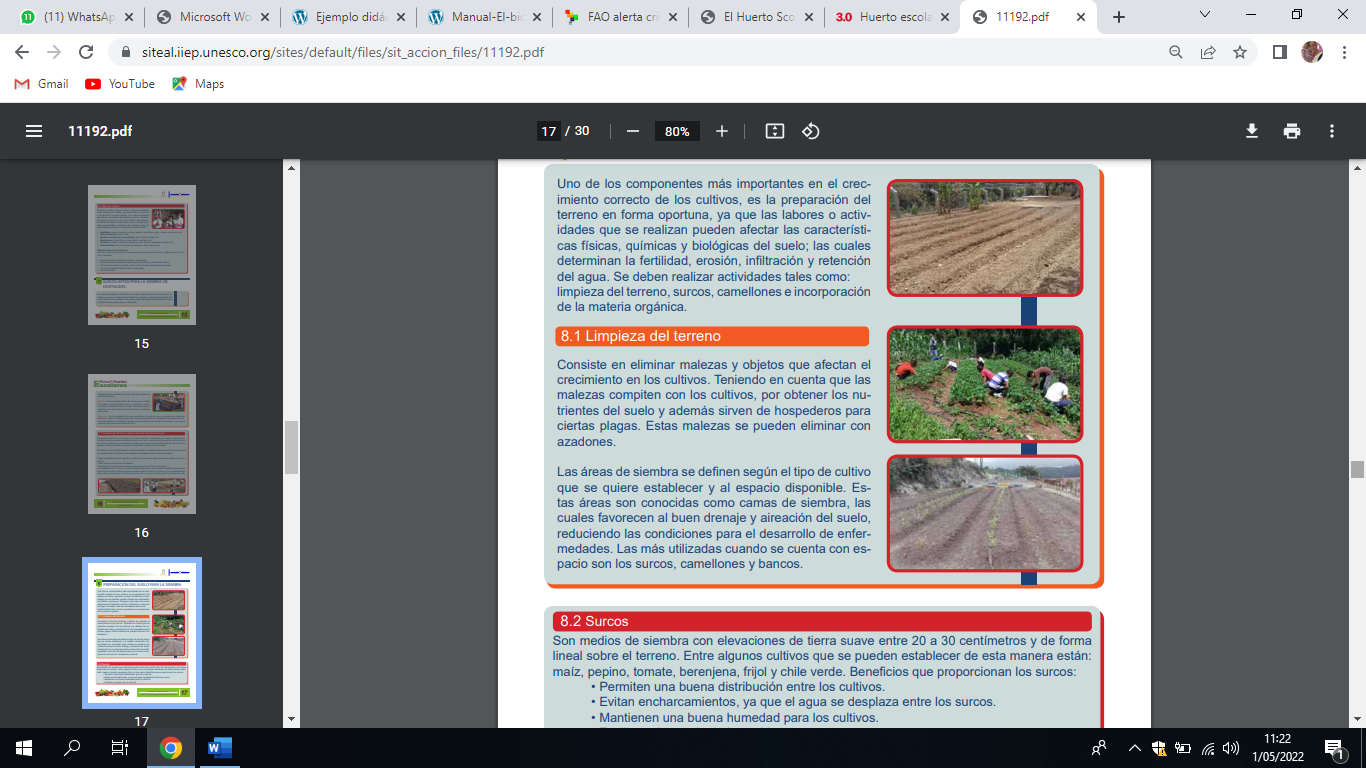 (11) WhatsAp
Microsoft Wo
Ejemplo didác
Manual-El-bio
FAO alerta cri
El Huerto Sco
3.0 Huerto escola
11192.pdf
siteal.iiep.unesco.org/sites/default/files/sit_accion_files/11192.pdf
Gmail
YouTube
Maps
11192.pdf
17 / 30
80%
15
16
17
Uno de los componentes más importantes en el crec-
imiento correcto de los cultivos, es la preparación del
terreno en forma oportuna, ya que las labores o activ-
idades que se realizan pueden afectar las característi-
cas físicas, químicas y biológicas del suelo; las cuales
determinan la fertilidad, erosión, infiltración y retención
del agua. Se deben realizar actividades tales como:
limpieza del terreno, surcos, camellones e incorporación
de la materia orgánica.
8.1 Limpieza del terreno
Consiste en eliminar malezas y objetos que afectan el
crecimiento en los cultivos. Teniendo en cuenta que las
malezas compiten con los cultivos, por obtener los nu-
trientes del suelo y además sirven de hospederos para
ciertas plagas. Estas malezas se pueden eliminar con
azadones.
Las áreas de siembra se definen según el tipo de cultivo
que se quiere establecer y al espacio disponible. Es-
tas áreas son conocidas como camas de siembra, las
cuales favorecen al buen drenaje y aireación del suelo,
reduciendo las condiciones para el desarrollo de enfer-
medades. Las más utilizadas cuando se cuenta con es-
pacio son los surcos, camellones y bancos.
8.2 Surcos
Son medios de siembra con elevaciones de tierra suave entre 20 a 30 centímetros y de forma
lineal sobre el terreno. Entre algunos cultivos que se pueden establecer de esta manera están:
maíz, pepino, tomate, berenjena, frijol y chile verde. Beneficios que proporcionan los surcos:
• Permiten una buena distribución entre los cultivos.
• Evitan encharcamientos, ya que el agua se desplaza entre los surcos.
• Mantienen una buena humedad para los cultivos.
11:22
1/05/2022